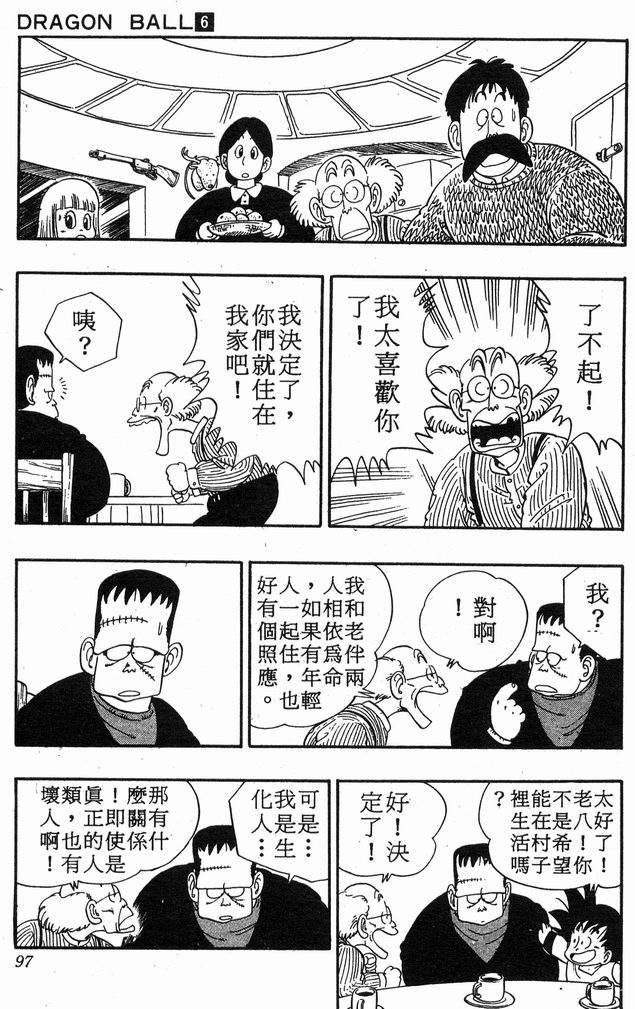 DRAGON BALL 6
了不起！
我太喜歡你
了！
我決定了，
你們就住在
我家吧！
咦？
我？
對啊
！
我和老伴兩
人相依爲命
，如果有年輕
人一起住，也
好有個照應。
太好了！
老八！你
不是希望
能在村子
裡生活嗎
？
好！決
定了！
可是…
我是生
化人…
那有什
麼關係
！即使是
眞正的人
類，也有
壞人啊！
97